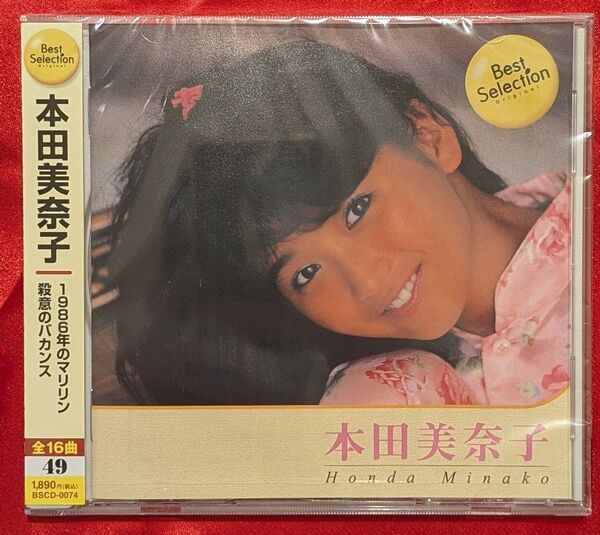 Best
Selection
Original
本田美奈子
1986年のマリリン
殺意のバカンス
全16曲
49
1,890円(税込)
BSCD-0074
Best
Selection
Original
本田美奈子
Honda Minako